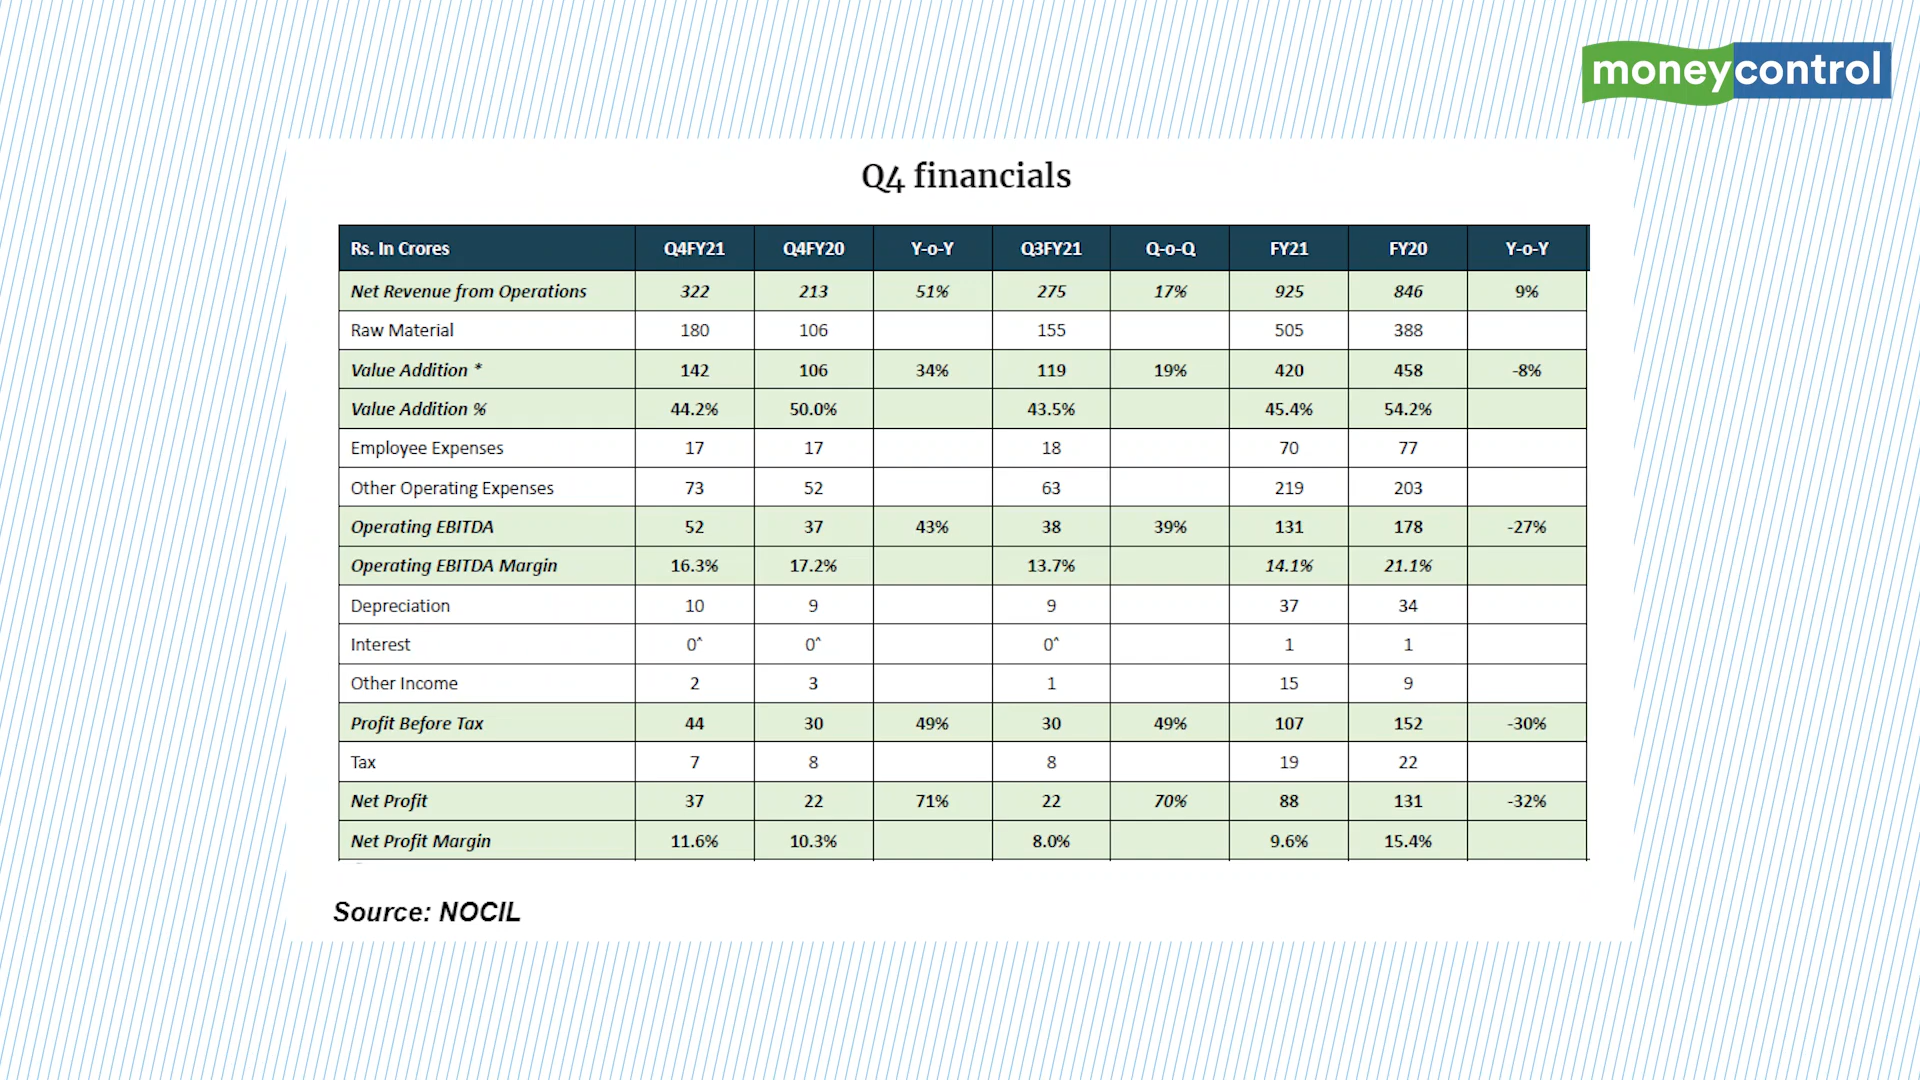 moneycontrol
Q4 financials
Rs. In Crores Q4FY21 Q4FY20 Y-o-Y Q3FY21 Q-o-Q FY21 FY20 Y-o-Y
Net Revenue from Operations 322 213 51% 275 17% 925 846 9%
Raw Material 180 106 155 505 388
Value Addition * 142 106 34% 119 19% 420 458 -8%
Value Addition % 44.2% 50.0% 43.5% 45.4% 54.2%
Employee Expenses 17 17 18 70 77
Other Operating Expenses 73 52 63 219 203
Operating EBITDA 52 37 43% 38 39% 131 178 -27%
Operating EBITDA Margin 16.3% 17.2% 13.7% 14.1% 21.1%
Depreciation 10 9 9 37 34
Interest 0^ 0^ 0^ 1 1
Other Income 2 3 1 15 9
Profit Before Tax 44 30 49% 30 49% 107 152 -30%
Tax 7 8 8 19 22
Net Profit 37 22 71% 22 70% 88 131 -32%
Net Profit Margin 11.6% 10.3% 8.0% 9.6% 15.4%
Source: NOCIL